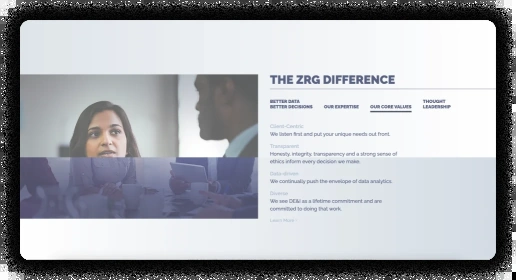 THE ZRG DIFFERENCE
BETTER DATA
BETTER DECISIONS
OUR EXPERTISE
OUR CORE VALUES
THOUGHT
LEADERSHIP
Client-Centric
We listen first and put your unique needs out front.
Transparent
Honesty, integrity, transparency and a strong sense of
ethics inform every decision we make.
Data-driven
We continually push the envelope of data analytics.
Diverse
We see DE&I as a lifetime commitment and are
committed to doing that work.
Learn More ›